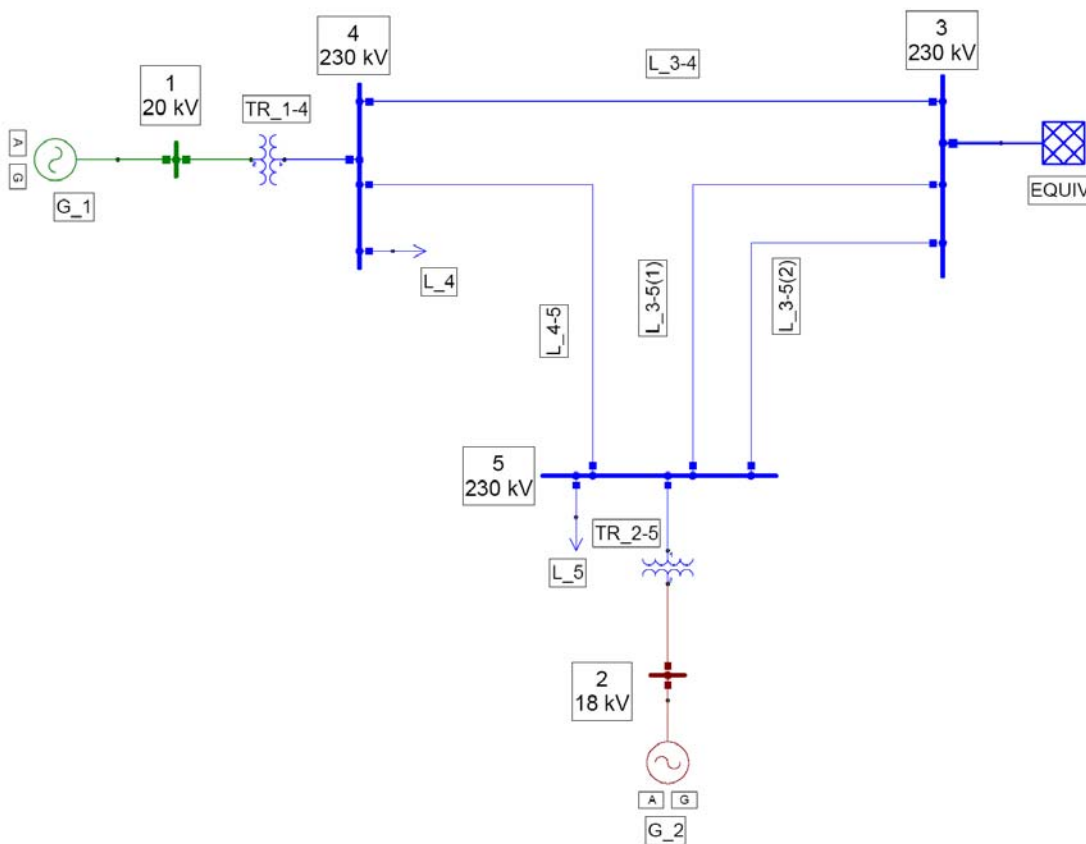 4
230 kV
3
230 kV
L_3-4
1
20 kV
TR_1-4
A
G
G_1
EQUIV
L_4
L_4-5
L_3-5(1)
L_3-5(2)
5
230 kV
TR_2-5
L_5
2
18 kV
A
G
G_2